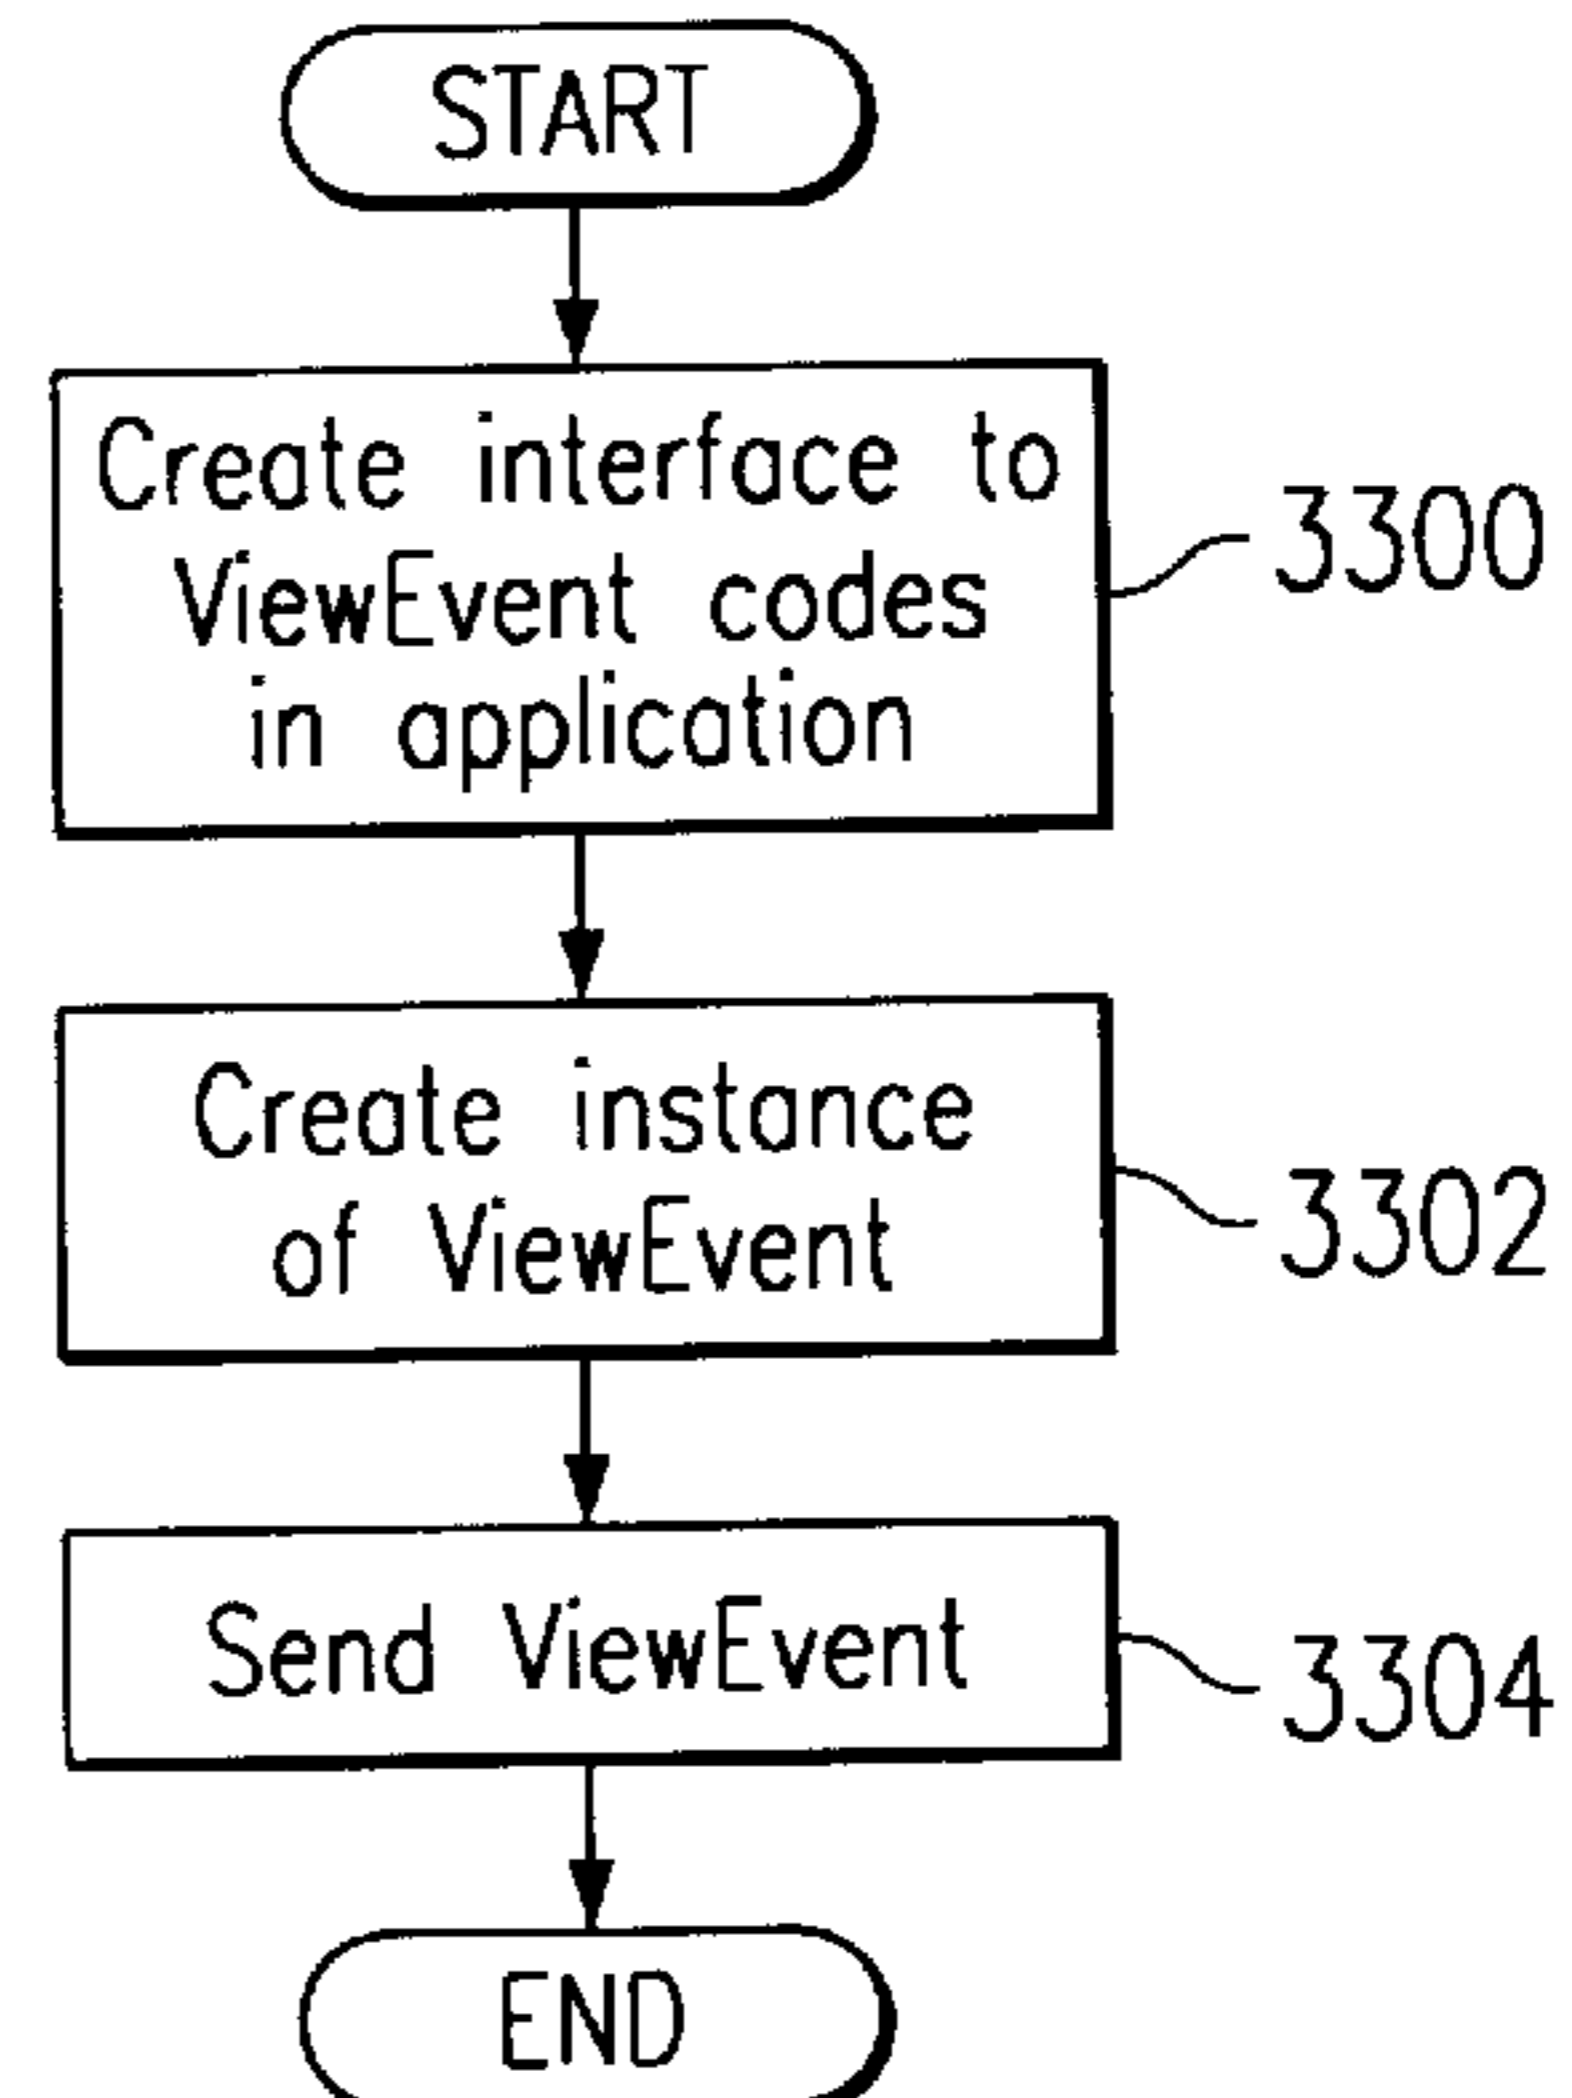 START
Create interface to
ViewEvent codes
in application
3300
Create instance
of ViewEvent
3302
Send ViewEvent
3304
END